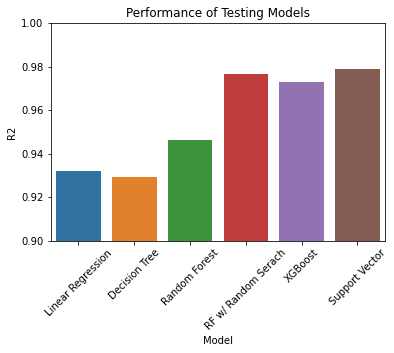 Performance of Testing Models
1.00
0.98
0.96
0.94
0.92
0.90
R2
Linear Regression
Decision Tree
Random Forest
RF w/ Random Serach
XGBoost
Support Vector
Model